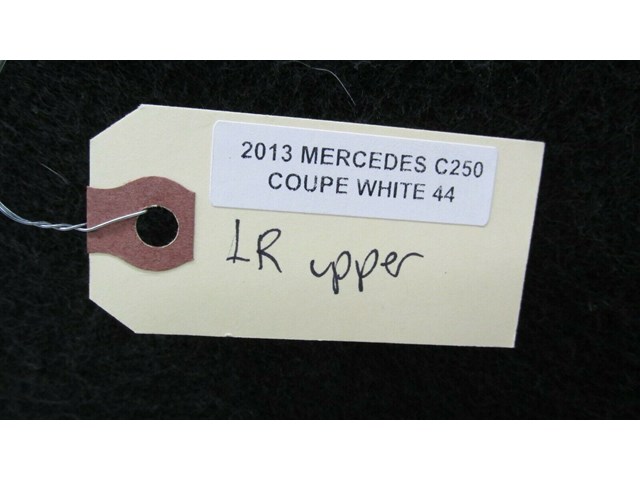 2013 MERCEDES C250
COUPE WHITE 44
LR upper